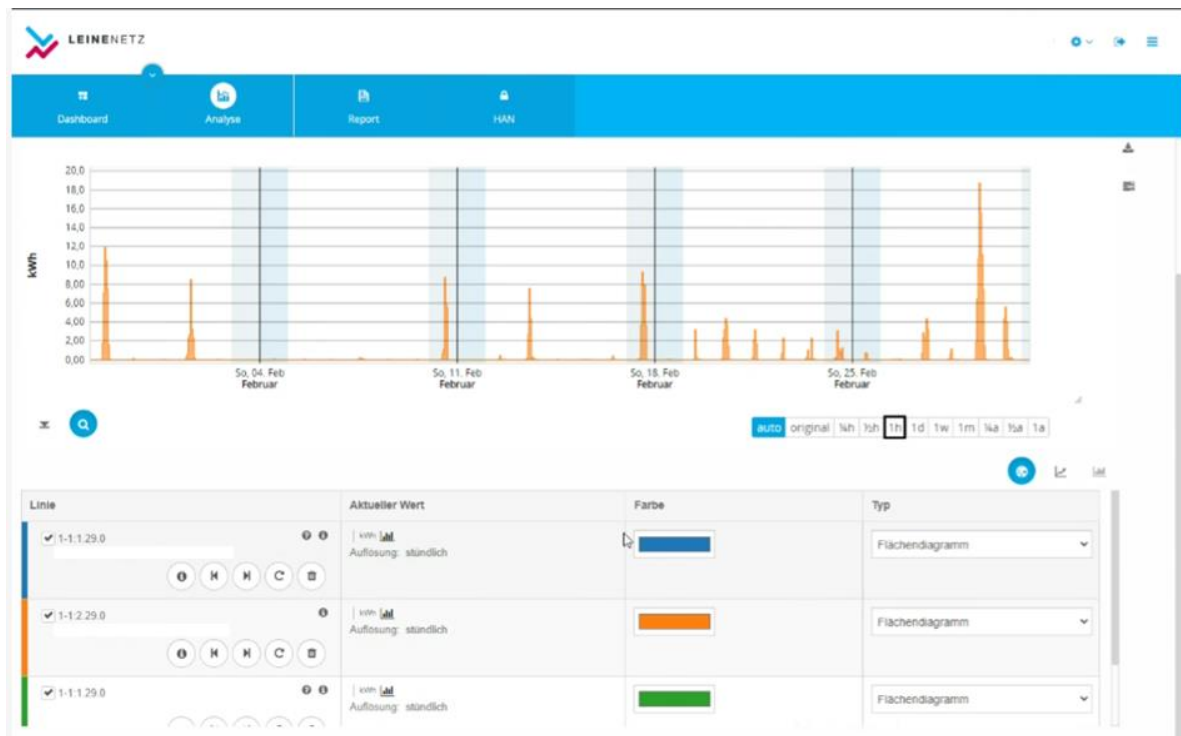 LEINENETZ
Dashboard
Analyse
Report
HAN
kWh
20,0
18,0
16,0
14,0
12,0
10,0
8,00
6,00
4,00
2,00
0,00
So, 04. Feb
Februar
So, 11. Feb
Februar
So, 18. Feb
Februar
So, 25. Feb
Februar
auto original ¼h ½h 1h 1d 1w 1m ¼a ½a 1a
Linie Aktueller Wert Farbe Typ
1-1:1.29.0
kWh
Auflösung: stündlich
Flächendiagramm
1-1:2.29.0
kWh
Auflösung: stündlich
Flächendiagramm
1-1:1.29.0
kWh
Auflösung: stündlich
Flächendiagramm